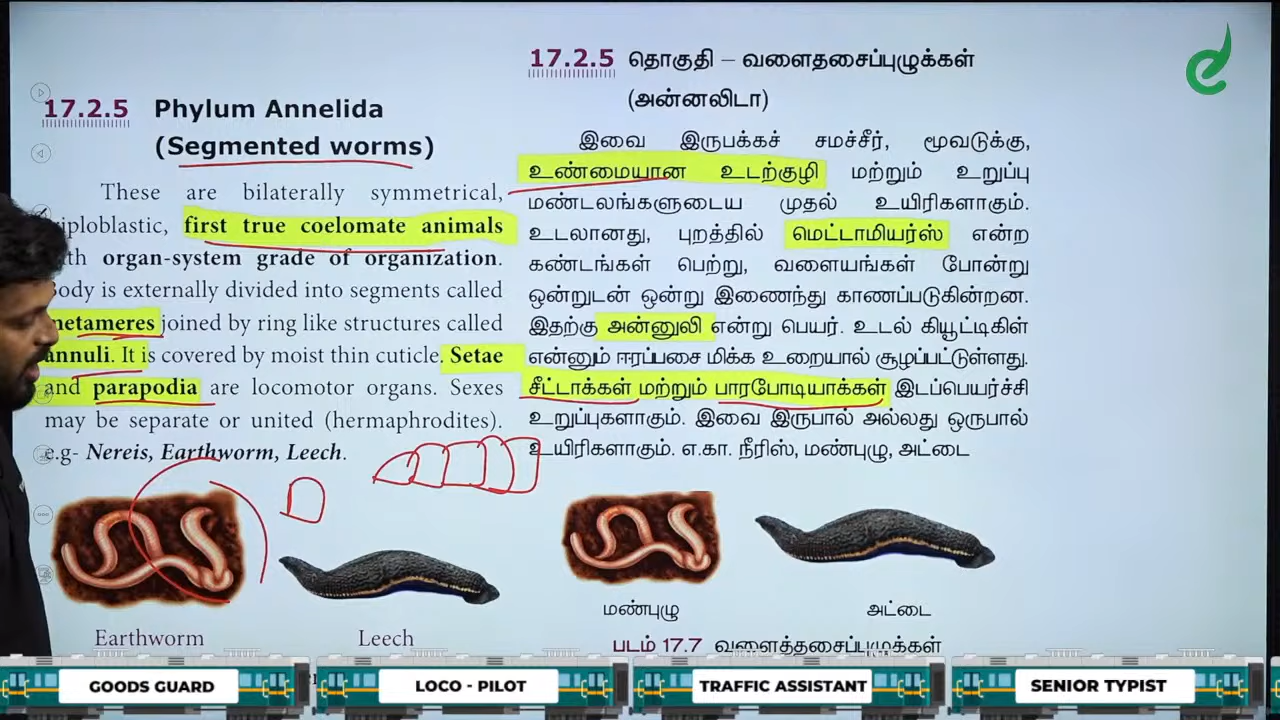 17.2.5 Phylum Annelida
(Segmented worms)
These are bilaterally symmetrical,
triploblastic, first true coelomate animals
with organ-system grade of organization.
Body is externally divided into segments called
metameres joined by ring like structures called
annuli. It is covered by moist thin cuticle. Setae
and parapodia are locomotor organs. Sexes
may be separate or united (hermaphrodites).
e.g- Nereis, Earthworm, Leech.
Earthworm
Leech
17.2.5 தொகுதி – வளைதசைப்புழுக்கள்
(அன்னலிடா)
இவை இருபக்கச் சமச்சீர், மூவடுக்கு,
உண்மையான உடற்குழி மற்றும் உறுப்பு
மண்டலங்களுடைய முதல் உயிரிகளாகும்.
உடலானது, புறத்தில் மெட்டாமியர்ஸ் என்ற
கண்டங்கள் பெற்று, வளையங்கள் போன்று
ஒன்றுடன் ஒன்று இணைந்து காணப்படுகின்றன.
இதற்கு அன்னுலி என்று பெயர். உடல் கியூட்டிகிள்
என்னும் ஈரப்பசை மிக்க உறையால் சூழப்பட்டுள்ளது.
சீட்டாக்கள் மற்றும் பாரபோடியாக்கள் இடப்பெயர்ச்சி
உறுப்புகளாகும். இவை இருபால் அல்லது ஒருபால்
உயிரிகளாகும். எ.கா. நீரிஸ், மண்புழு, அட்டை
மண்புழு
அட்டை
படம் 17.7 வளைத்தசைப்புழுக்கள்
GOODS GUARD
LOCO - PILOT
TRAFFIC ASSISTANT
SENIOR TYPIST